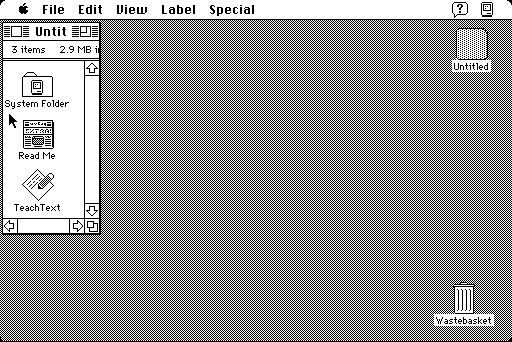 File Edit View Label Special
Untit
3 items 2.9 MB i
System Folder
Read Me
TeachText
Untitled
Wastebasket